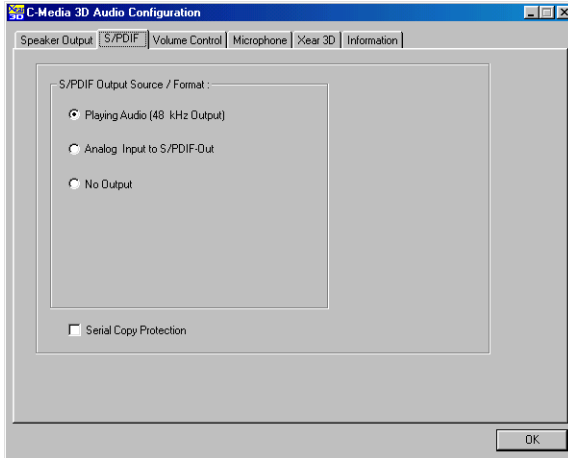 C-Media 3D Audio Configuration
Speaker Output S/PDIF Volume Control Microphone Xear 3D Information
S/PDIF Output Source / Format :
Playing Audio (48 kHz Output)
Analog Input to S/PDIF-Out
No Output
Serial Copy Protection
OK